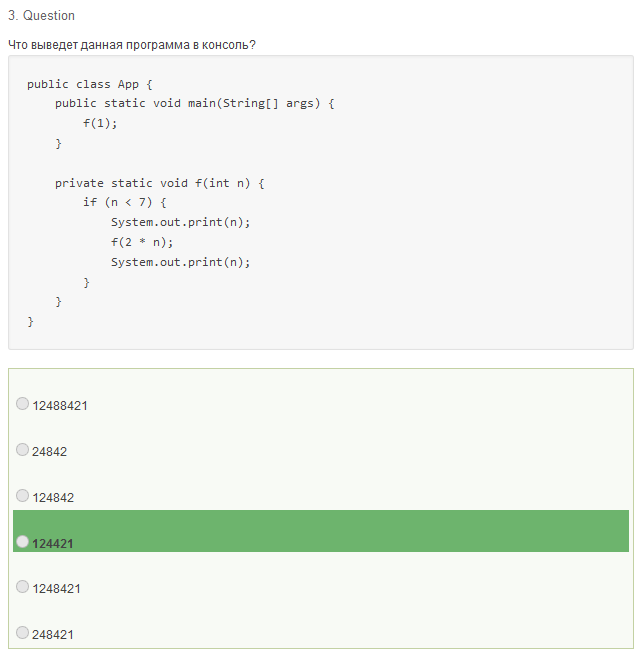 3. Question
Что выведет данная программа в консоль?
public class App {
    public static void main(String[] args) {
        f(1);
    }

    private static void f(int n) {
        if (n < 7) {
            System.out.print(n);
            f(2 * n);
            System.out.print(n);
        }
    }
}
12488421
24842
124842
124421
1248421
248421